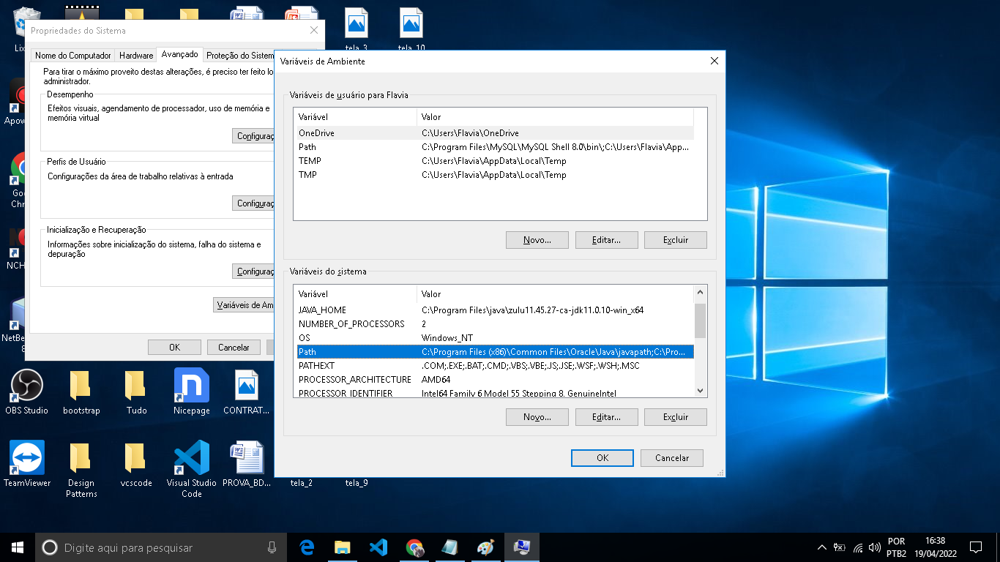 Lix
tela_3
tela_10
Propriedades do Sistema
Nome do Computador
Hardware
Avançado
Proteção do Sistem
Para tirar o máximo proveito destas alterações, é preciso ter feito lo
administrador.
Desempenho
Efeitos visuais, agendamento de processador, uso de memória e
memória virtual
Configuraç
Perfis de Usuário
Configurações da área de trabalho relativas à entrada
Configuraç
Inicialização e Recuperação
Informações sobre inicialização do sistema, falha do sistema e
depuração
Configuraç
Variáveis de Am
OK
Cancelar
Variáveis de Ambiente
Variáveis de usuário para Flavia
Variável Valor
OneDrive C:\Users\Flavia\OneDrive
Path C:\Program Files\MySQL\MySQL Shell 8.0\bin\;C:\Users\Flavia\App...
TEMP C:\Users\Flavia\AppData\Local\Temp
TMP C:\Users\Flavia\AppData\Local\Temp
Novo... Editar... Excluir
Variáveis do sistema
Variável Valor
JAVA_HOME C:\Program Files\java\zulu11.45.27-ca-jdk11.0.10-win_x64
NUMBER_OF_PROCESSORS 2
OS Windows_NT
Path C:\Program Files (x86)\Common Files\Oracle\Java\javapath;C:\Pro...
PATHEXT .COM;.EXE;.BAT;.CMD;.VBS;.VBE;.JS;.JSE;.WSF;.WSH;.MSC
PROCESSOR_ARCHITECTURE AMD64
PROCESSOR_IDENTIFIER Intel64 Family 6 Model 55 Stepping 8, GenuineIntel
Novo... Editar... Excluir
OK Cancelar
Apow
Goo
Chr
NCH
NetBe
8
OBS Studio
bootstrap
Tudo
Nicepage
CONTRAT...
TeamViewer
Design
Patterns
vcscode
Visual Studio
Code
PROVA_BD...
tela_2
tela_9
Digite aqui para pesquisar
POR
PTB2
16:38
19/04/2022